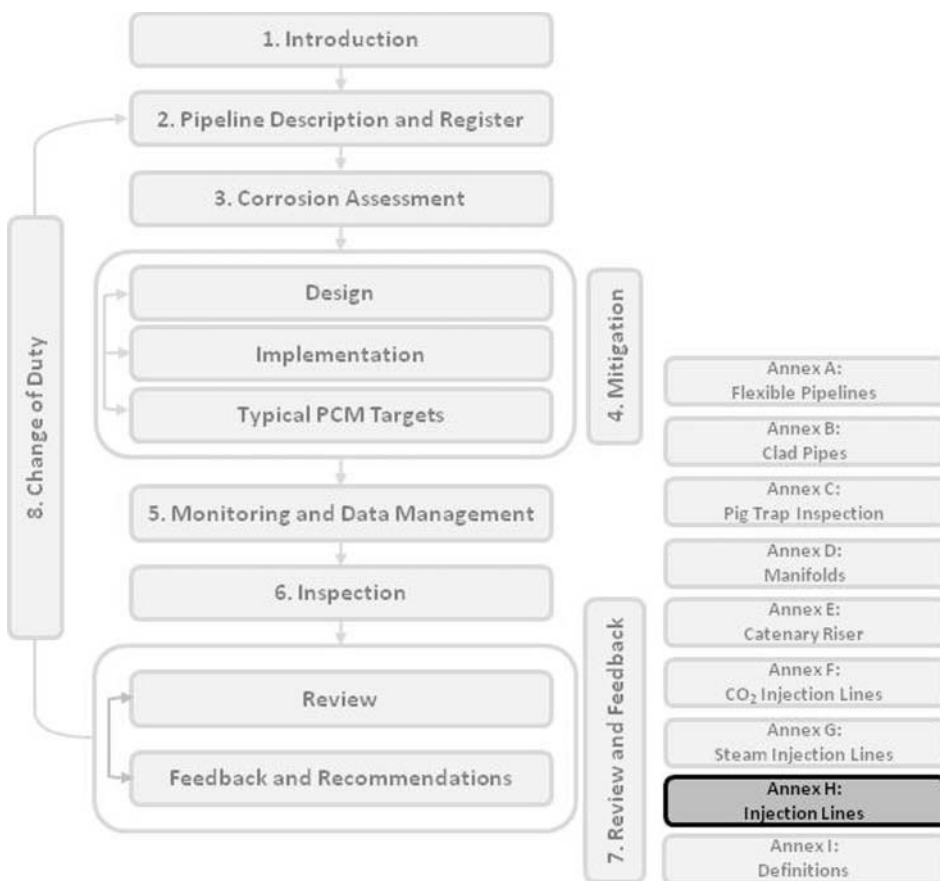 1. Introduction
2. Pipeline Description and Register
3. Corrosion Assessment
Design
Implementation
Typical PCM Targets
4. Mitigation
5. Monitoring and Data Management
6. Inspection
Review
Feedback and Recommendations
7. Review and Feedback
8. Change of Duty
Annex A:
Flexible Pipelines
Annex B:
Clad Pipes
Annex C:
Pig Trap Inspection
Annex D:
Manifolds
Annex E:
Catenary Riser
Annex F:
CO₂ Injection Lines
Annex G:
Steam Injection Lines
Annex H:
Injection Lines
Annex I:
Definitions